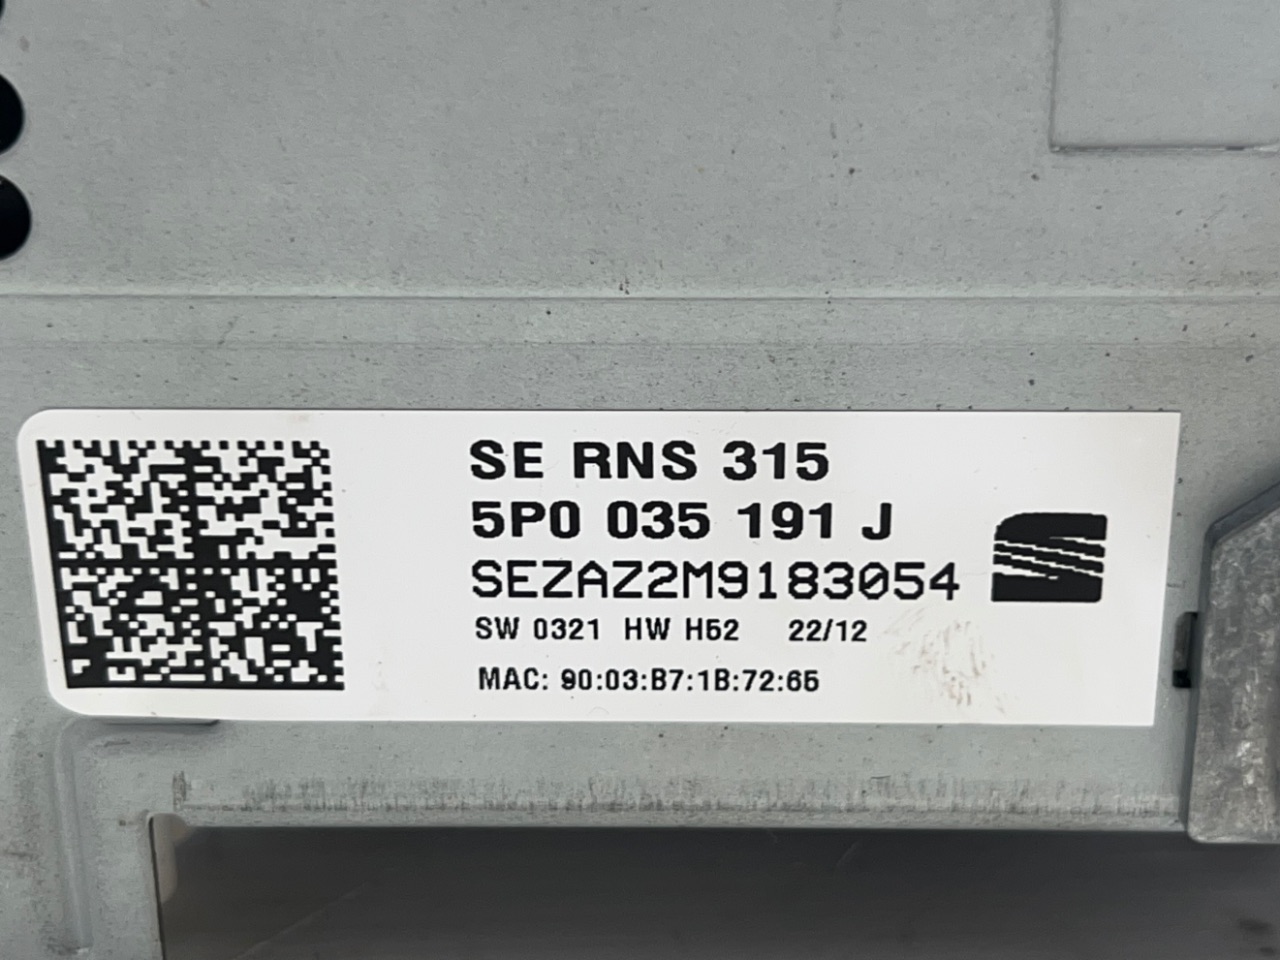 SE RNS 315
5P0 035 191 J
SEZAZ2M9183054
SW 0321 HW H52 22/12
MAC: 90:03:B7:1B:72:65